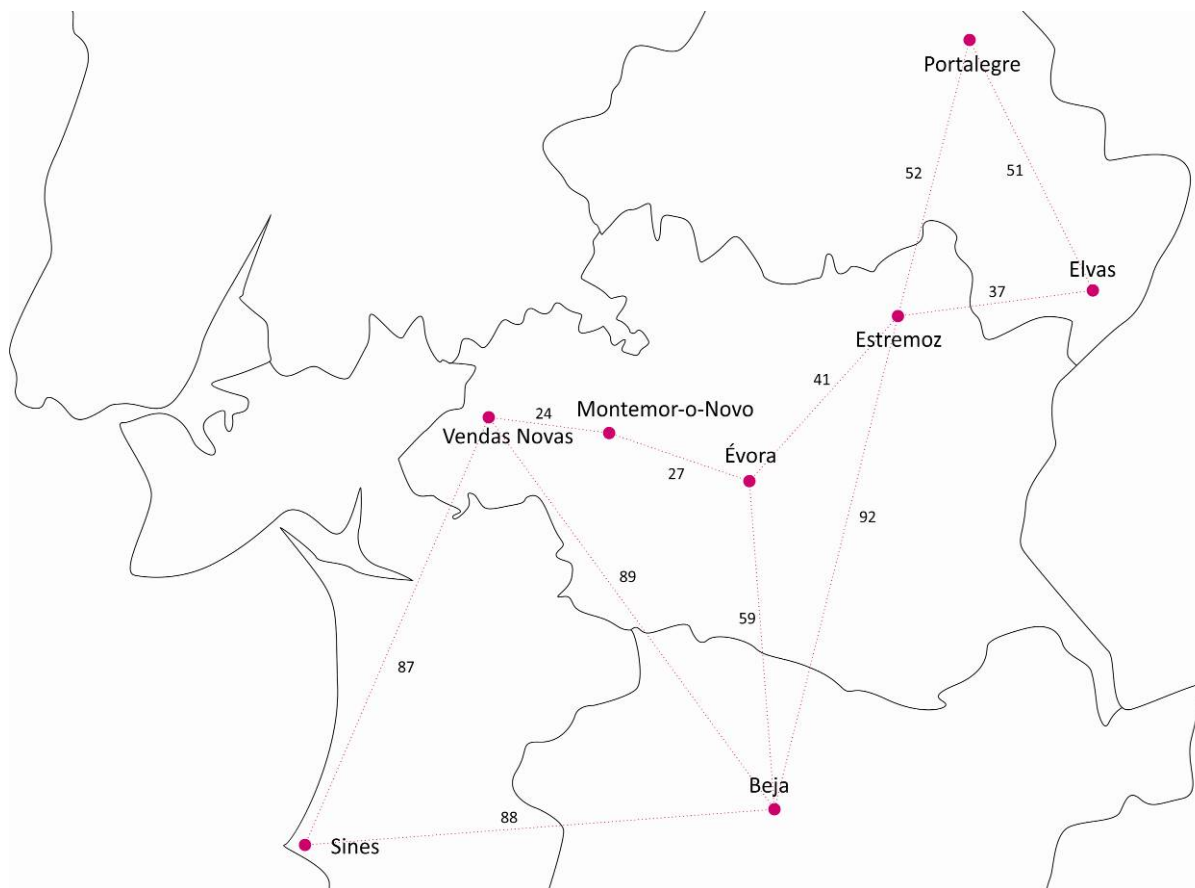 Portalegre
52
51
Elvas
37
Estremoz
41
24
Montemor-o-Novo
Vendas Novas
Évora
27
92
89
59
87
Beja
88
Sines